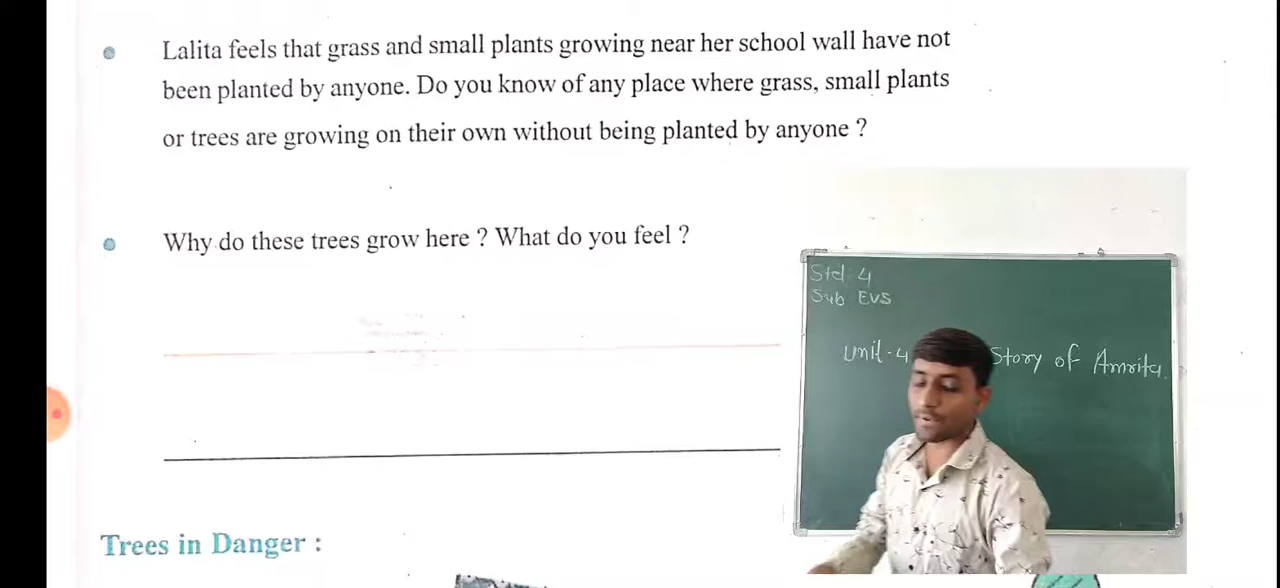 Lalita feels that grass and small plants growing near her school wall have not
been planted by anyone. Do you know of any place where grass, small plants
or trees are growing on their own without being planted by anyone ?
Why do these trees grow here ? What do you feel ?
Std 4
Sub EVS
Unit-4 Story of Amrita
Trees in Danger :